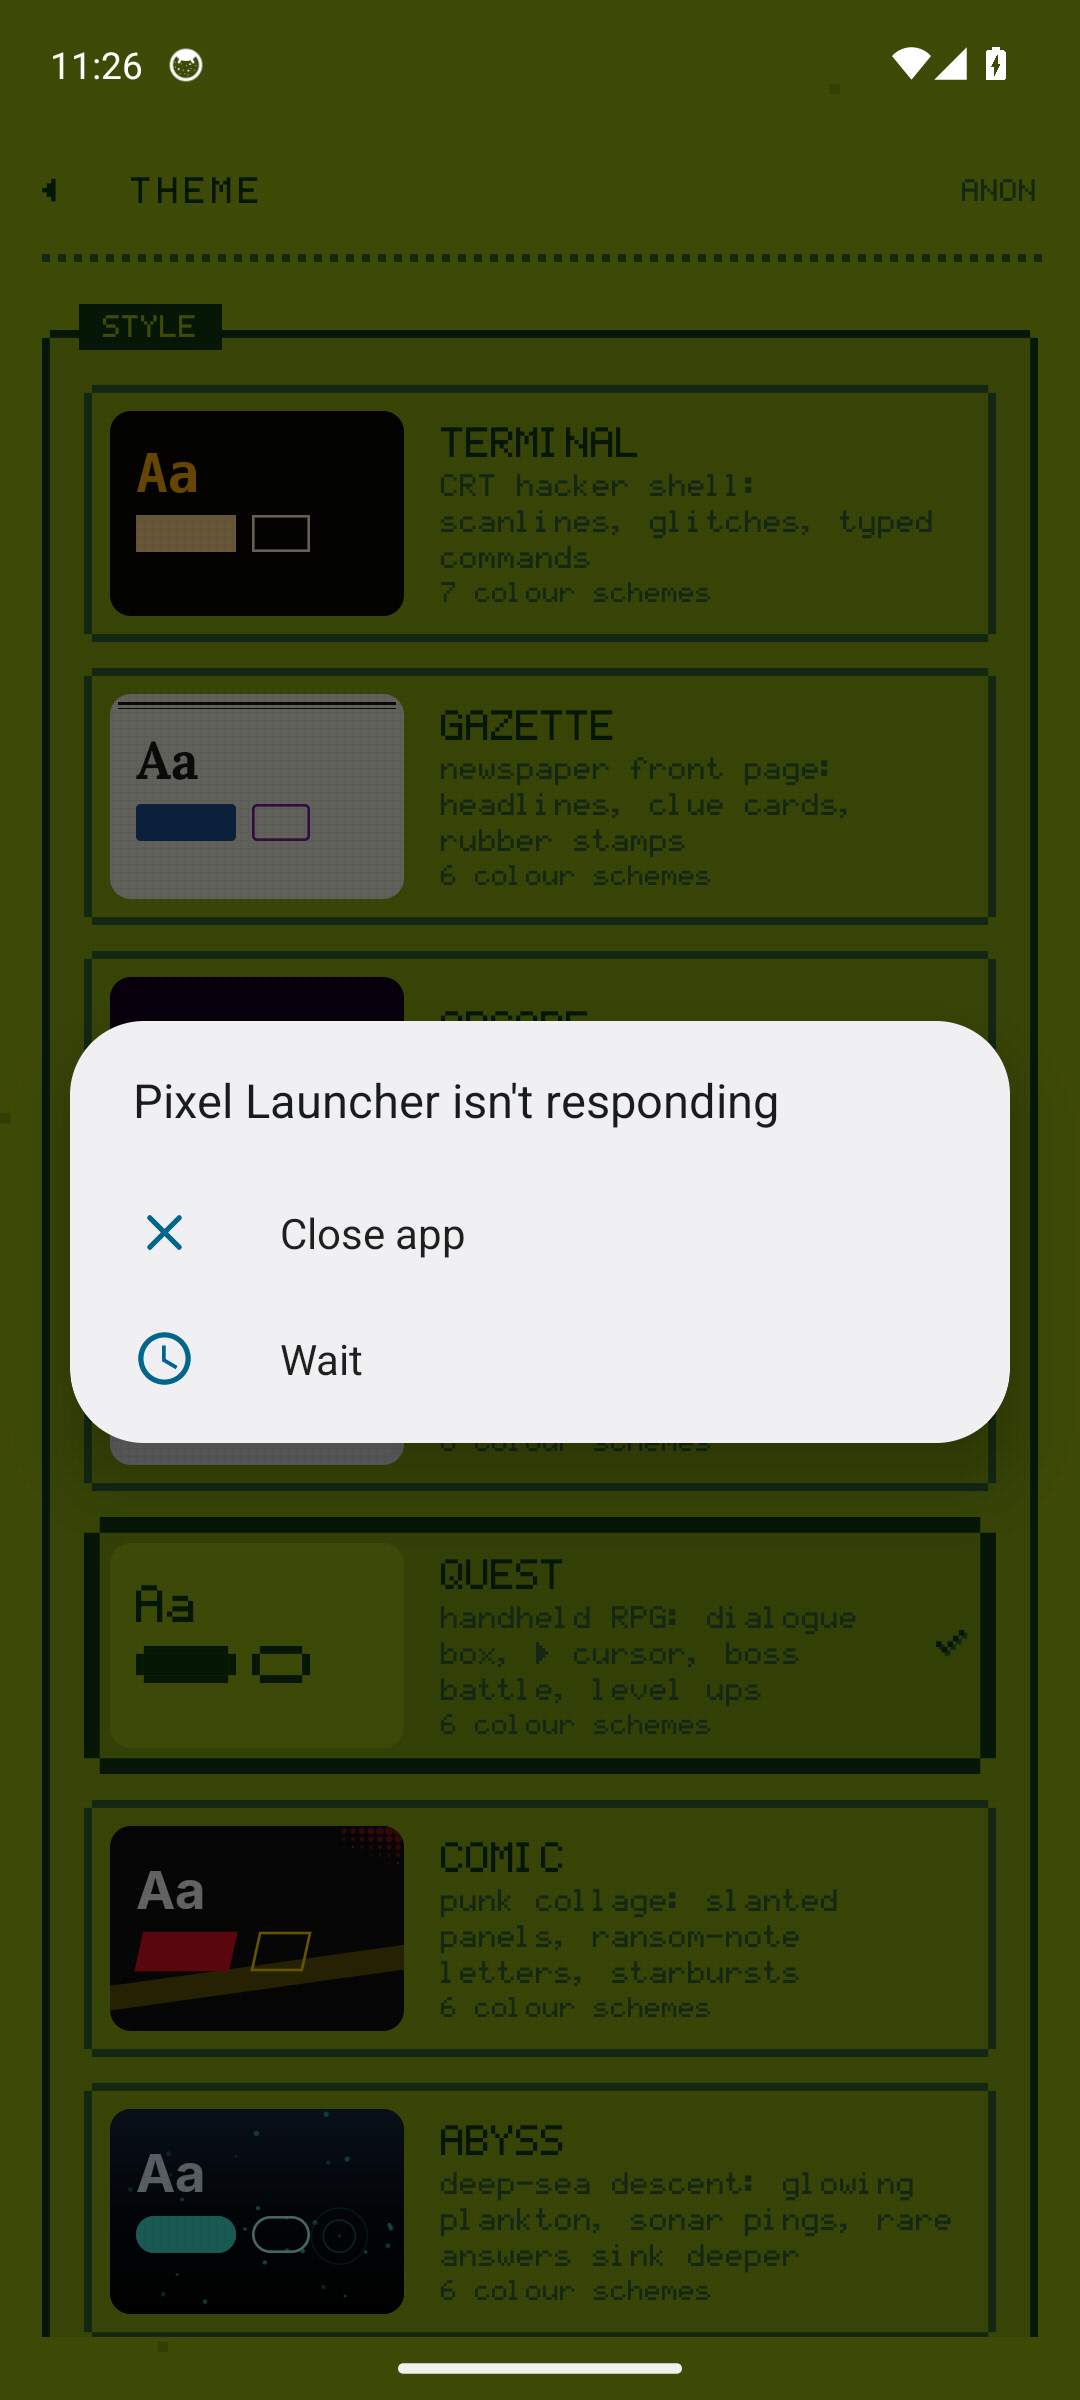 11:26
THEME
ANON
STYLE
Aa
TERMINAL
CRT hacker shell:
scanlines, glitches, typed
commands
7 colour schemes
Aa
GAZETTE
newspaper front page:
headlines, clue cards,
rubber stamps
6 colour schemes
Pixel Launcher isn't responding
Close app
Wait
6 colour schemes
Aa
QUEST
handheld RPG: dialogue
box, ▶ cursor, boss
battle, level ups
6 colour schemes
Aa
COMIC
punk collage: slanted
panels, ransom-note
letters, starbursts
6 colour schemes
Aa
ABYSS
deep-sea descent: glowing
plankton, sonar pings, rare
answers sink deeper
6 colour schemes